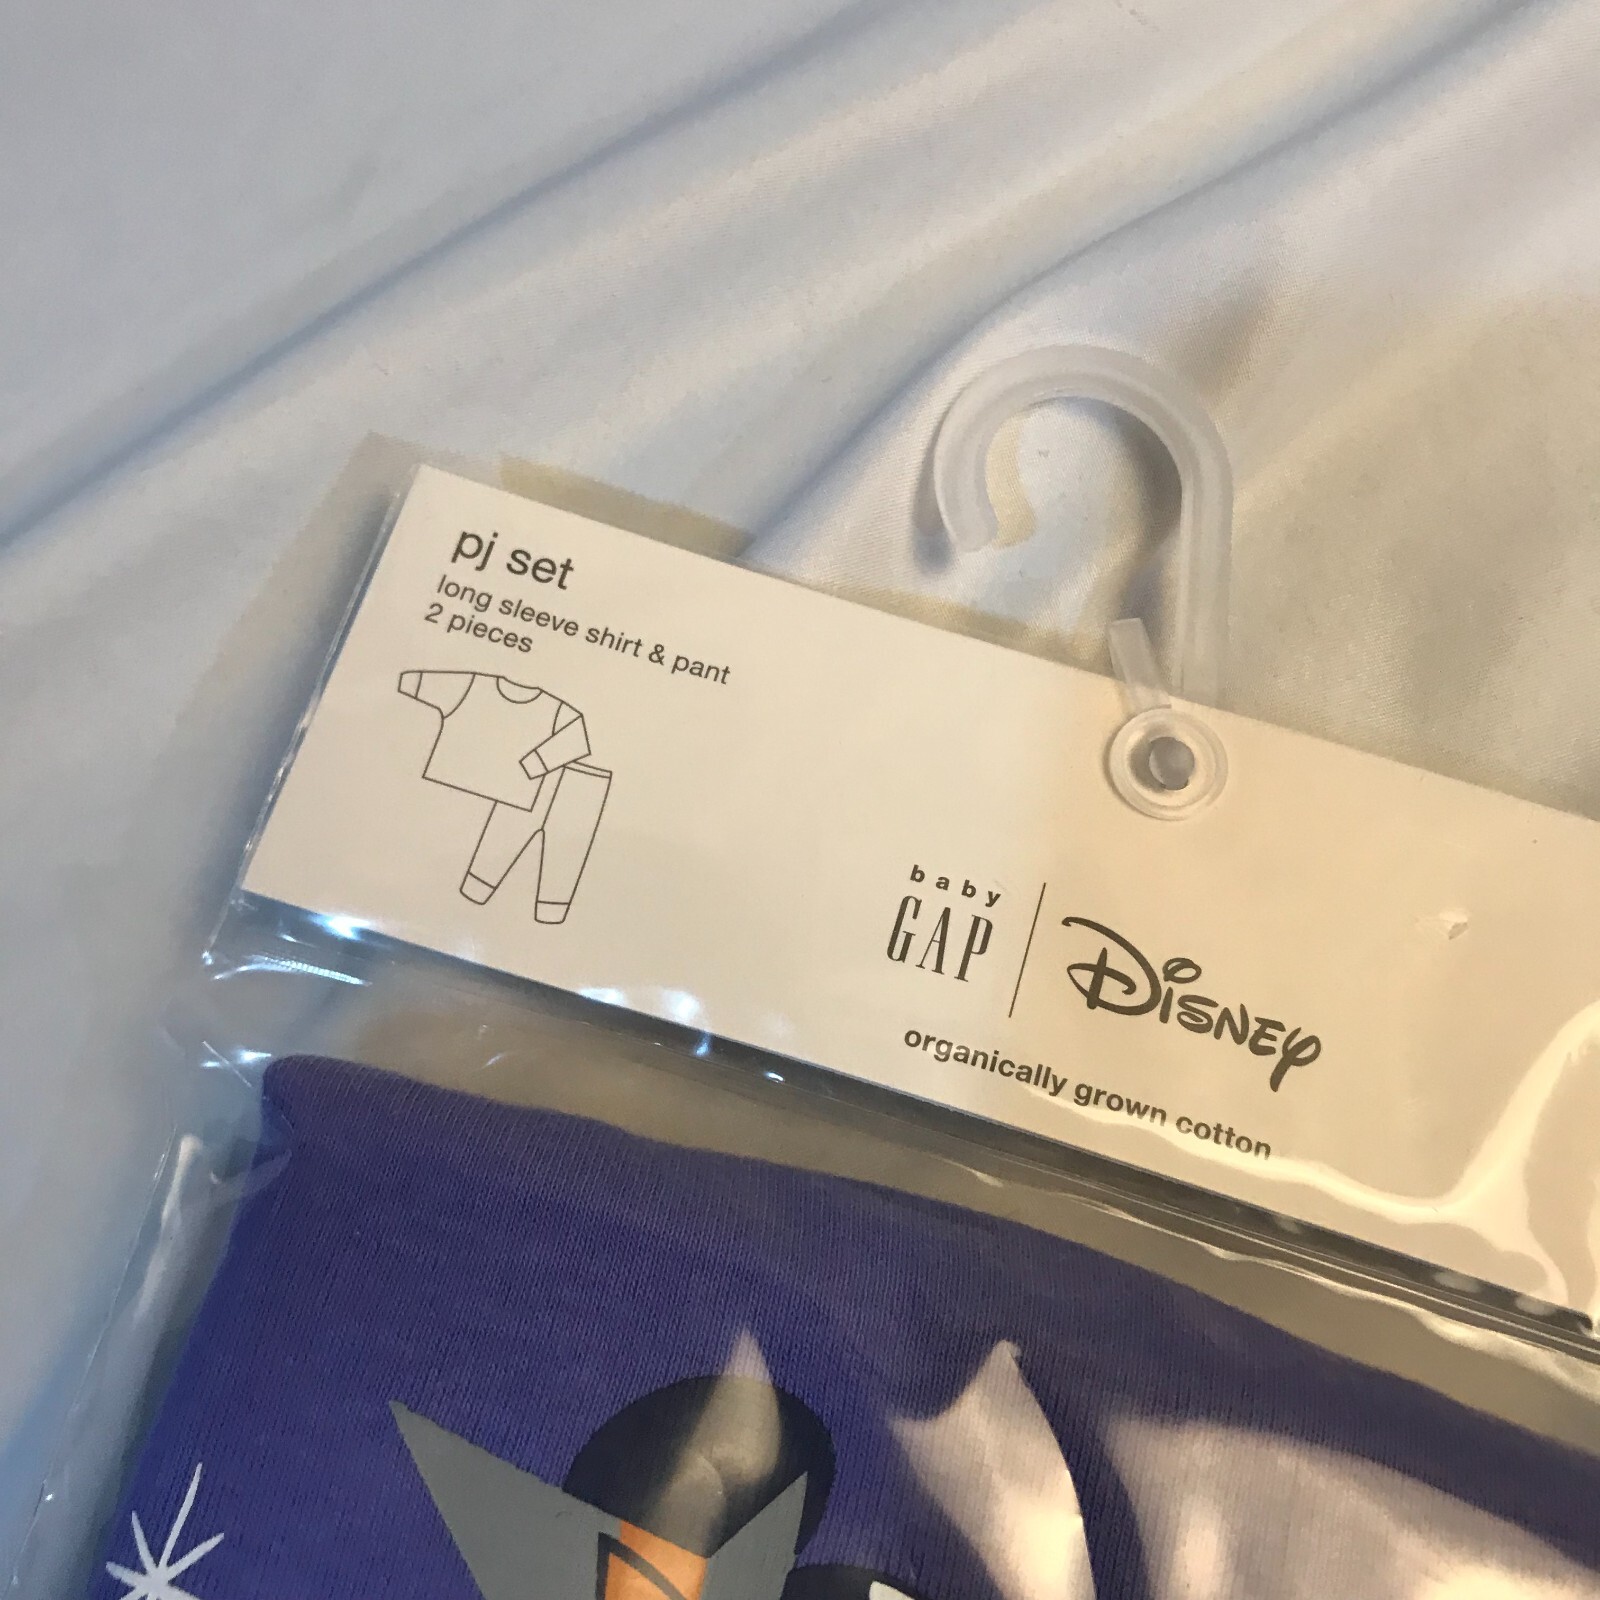 pj set
long sleeve shirt & pant
2 pieces
baby
GAP
Disney
organically grown cotton